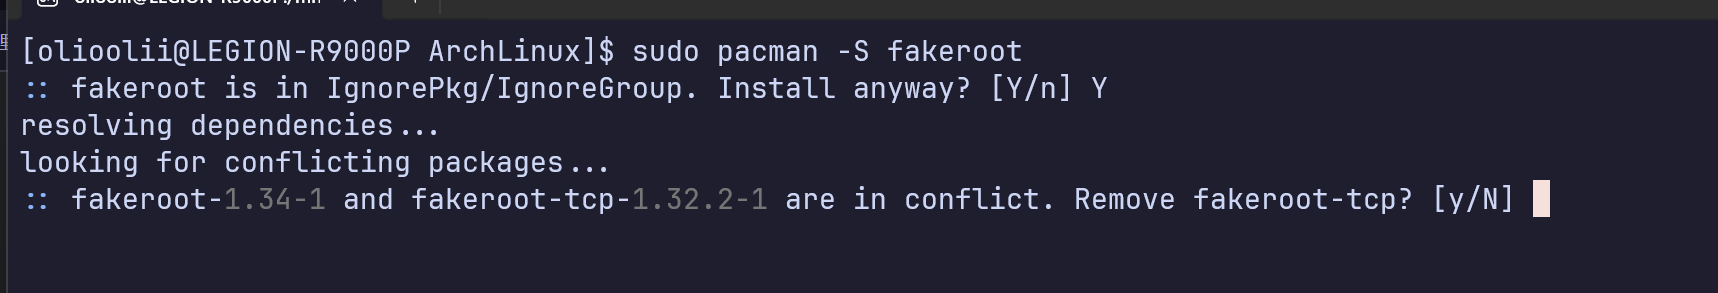 [olioolii@LEGION-R9000P ArchLinux]$ sudo pacman -S fakeroot
:: fakeroot is in IgnorePkg/IgnoreGroup. Install anyway? [Y/n] Y
resolving dependencies...
looking for conflicting packages...
:: fakeroot-1.34-1 and fakeroot-tcp-1.32.2-1 are in conflict. Remove fakeroot-tcp? [y/N]